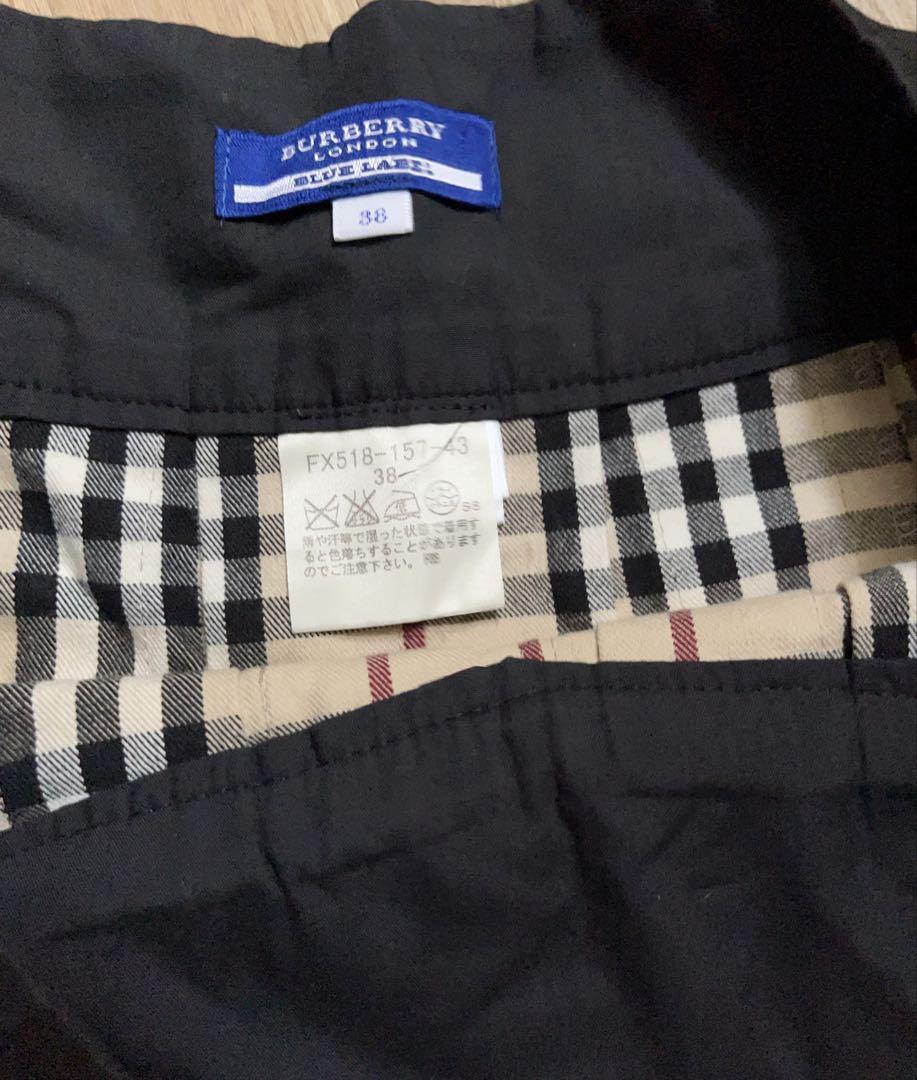 BURBERRY
LONDON
BLUE LABEL
38
FX518-157-43
38
SS
雨や汗等で湿った状態で着用す
ると色落ちすることがあります
のでご注意下さい。